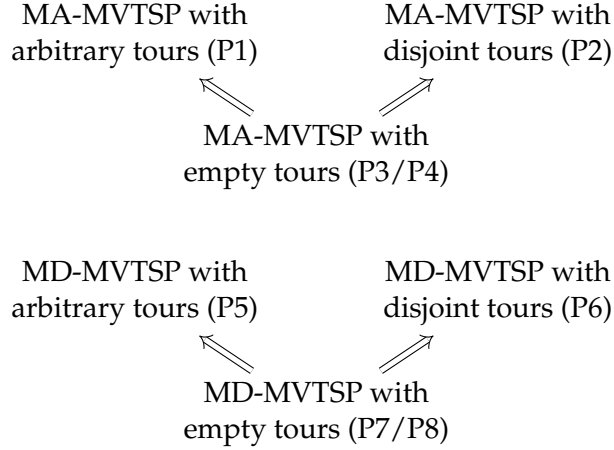 MA-MVTSP with
arbitrary tours (P1)
MA-MVTSP with
disjoint tours (P2)
MA-MVTSP with
empty tours (P3/P4)
MD-MVTSP with
arbitrary tours (P5)
MD-MVTSP with
disjoint tours (P6)
MD-MVTSP with
empty tours (P7/P8)